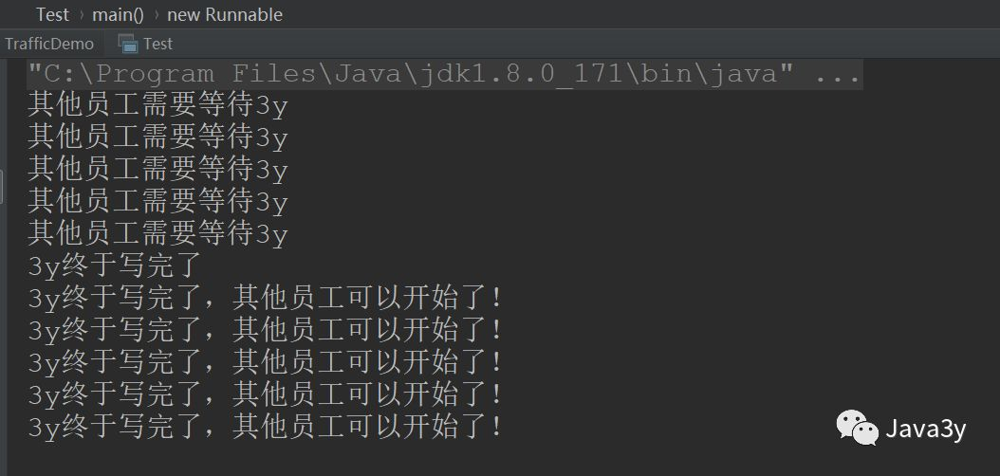 Test › main() › new Runnable
TrafficDemo Test
"C:\Program Files\Java\jdk1.8.0_171\bin\java" ...
其他员工需要等待3y
其他员工需要等待3y
其他员工需要等待3y
其他员工需要等待3y
其他员工需要等待3y
3y终于写完了
3y终于写完了，其他员工可以开始了！
3y终于写完了，其他员工可以开始了！
3y终于写完了，其他员工可以开始了！
3y终于写完了，其他员工可以开始了！
3y终于写完了，其他员工可以开始了！
Java3y